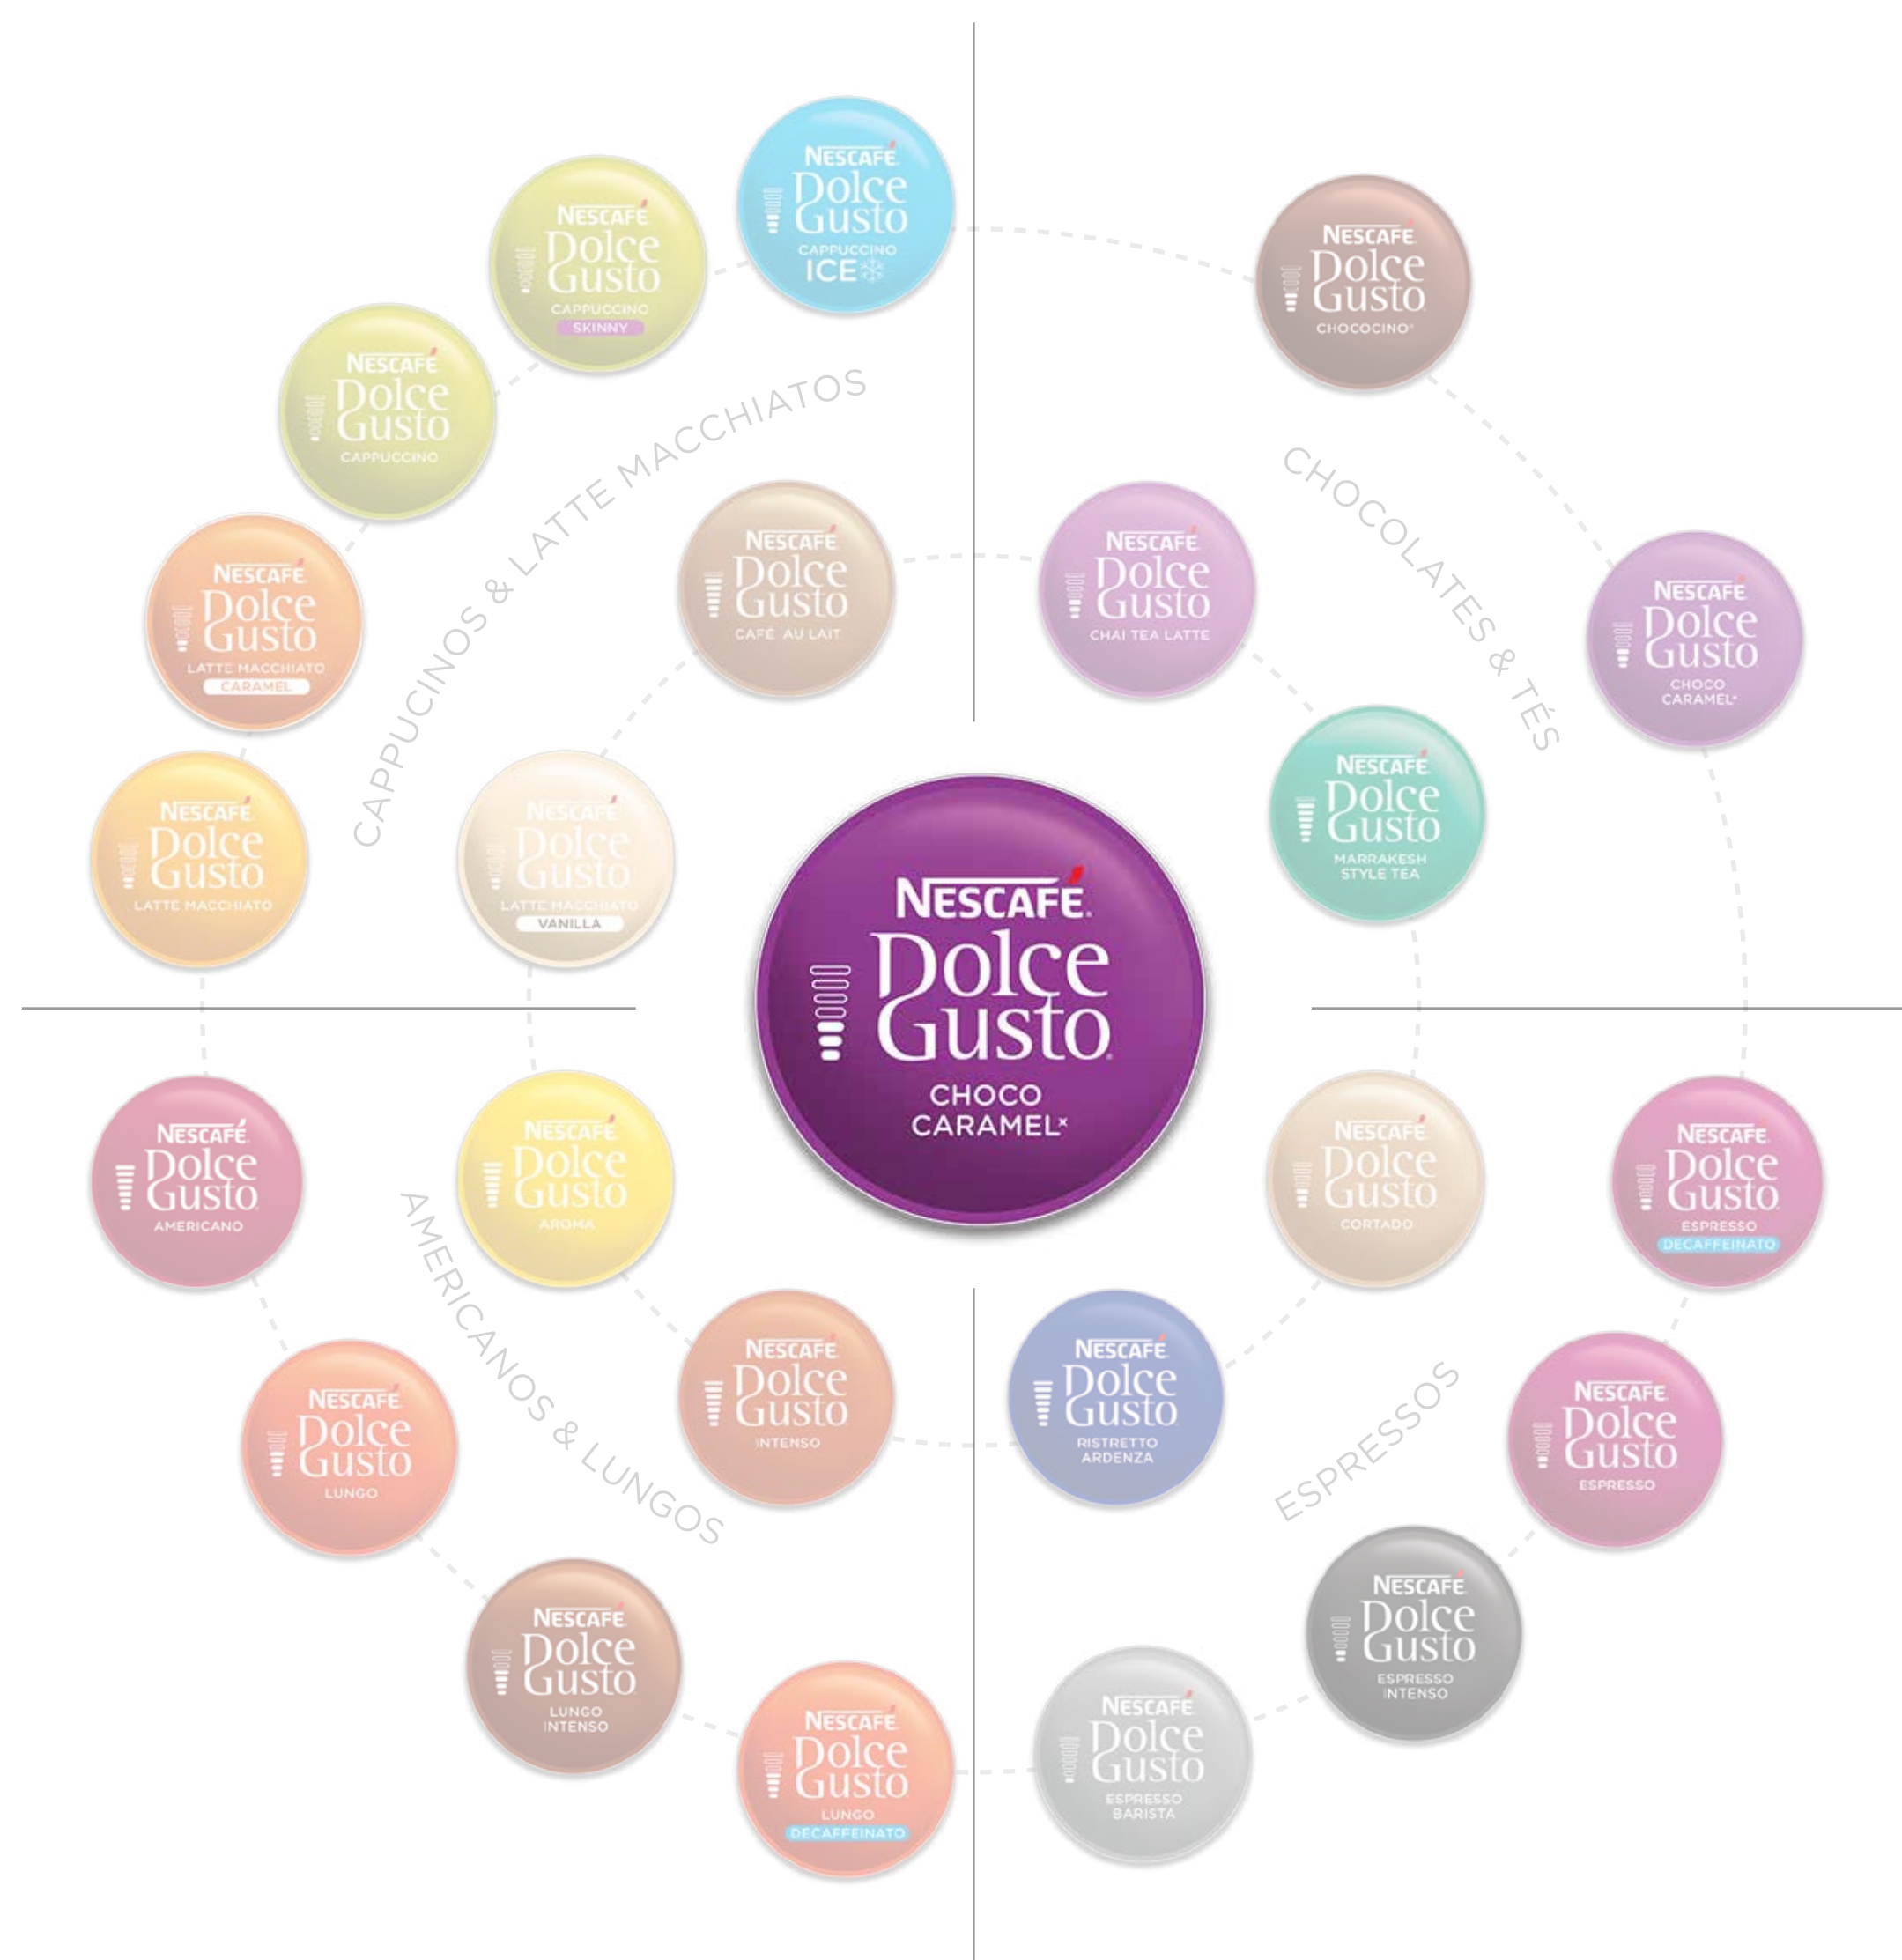 NESCAFÉ
Dolce
Gusto
CAPPUCCINO
ICE
NESCAFÉ
Dolce
Gusto
CAPPUCCINO
SKINNY
NESCAFÉ
Dolce
Gusto
CAPPUCCINO
NESCAFÉ
Dolce
Gusto
LATTE MACCHIATO
CARAMEL
NESCAFÉ
Dolce
Gusto
LATTE MACCHIATO
CAPPUCINOS & LATTE MACCHIATOS
NESCAFÉ
Dolce
Gusto
CAFÉ AU LAIT
NESCAFÉ
Dolce
Gusto
LATTE MACCHIATO
VANILLA
NESCAFÉ
Dolce
Gusto
CHOCOCINO*
CHOCOLATES & TÉS
NESCAFÉ
Dolce
Gusto
CHOCO
CARAMEL*
NESCAFÉ
Dolce
Gusto
CHAI TEA LATTE
NESCAFÉ
Dolce
Gusto
MARRAKESH
STYLE TEA
NESCAFÉ.
Dolce
Gusto
CHOCO
CARAMEL*
NESCAFÉ
Dolce
Gusto
AMERICANO
NESCAFÉ
Dolce
Gusto
AROMA
AMERICANOS & LUNGOS
NESCAFÉ
Dolce
Gusto
INTENSO
NESCAFÉ
Dolce
Gusto
LUNGO
NESCAFÉ
Dolce
Gusto
LUNGO
INTENSO
NESCAFÉ
Dolce
Gusto
LUNGO
DECAFFEINATO
NESCAFÉ
Dolce
Gusto
CORTADO
NESCAFÉ
Dolce
Gusto
ESPRESSO
DECAFFEINATO
NESCAFÉ
Dolce
Gusto
RISTRETTO
ARDENZA
ESPRESSOS
NESCAFÉ
Dolce
Gusto
ESPRESSO
NESCAFÉ
Dolce
Gusto
ESPRESSO
INTENSO
NESCAFÉ
Dolce
Gusto
ESPRESSO
BARISTA